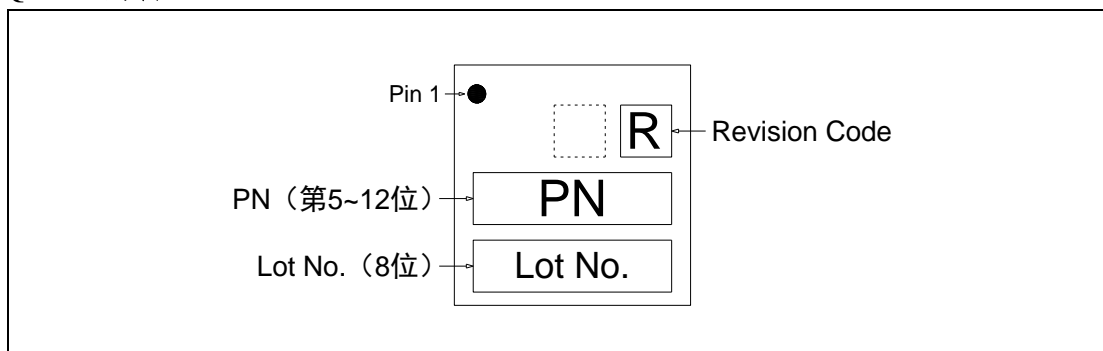 Pin 1
R
Revision Code
PN（第5~12位）
PN
Lot No.（8位）
Lot No.